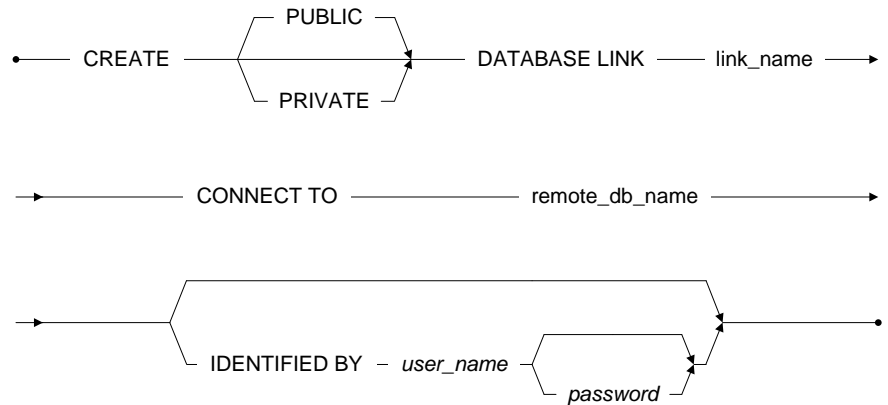 PUBLIC
CREATE DATABASE LINK link_name
PRIVATE
CONNECT TO remote_db_name
IDENTIFIED BY user_name
password